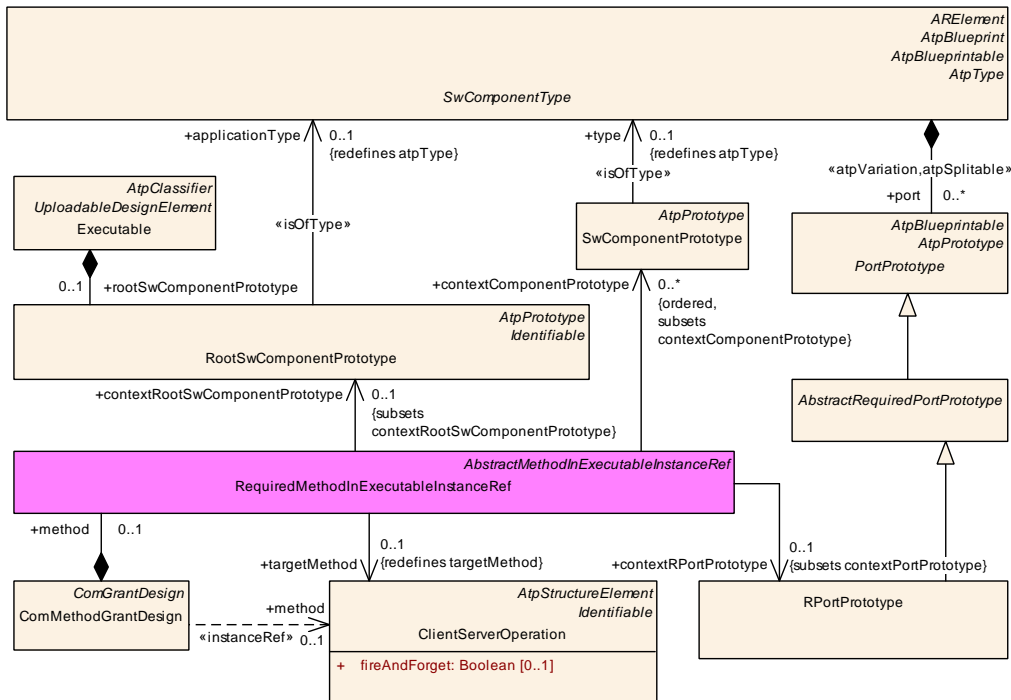 ARElement
AtpBlueprint
AtpBlueprintable
AtpType
SwComponentType
+applicationType
0..1
{redefines atpType}
+type
0..1
{redefines atpType}
«isOfType»
«atpVariation,atpSplitable»
+port
0..*
AtpClassifier
UploadableDesignElement
Executable
«isOfType»
AtpPrototype
SwComponentPrototype
AtpBlueprintable
AtpPrototype
PortPrototype
0..1
+rootSwComponentPrototype
+contextComponentPrototype
0..*
{ordered,
subsets
contextComponentPrototype}
AtpPrototype
Identifiable
RootSwComponentPrototype
+contextRootSwComponentPrototype
0..1
{subsets
contextRootSwComponentPrototype}
AbstractRequiredPortPrototype
AbstractMethodInExecutableInstanceRef
RequiredMethodInExecutableInstanceRef
+method
0..1
0..1
{redefines targetMethod}
+targetMethod
0..1
+contextRPortPrototype
{subsets contextPortPrototype}
ComGrantDesign
ComMethodGrantDesign
+method
«instanceRef»
0..1
AtpStructureElement
Identifiable
ClientServerOperation
+ fireAndForget: Boolean [0..1]
RPortPrototype